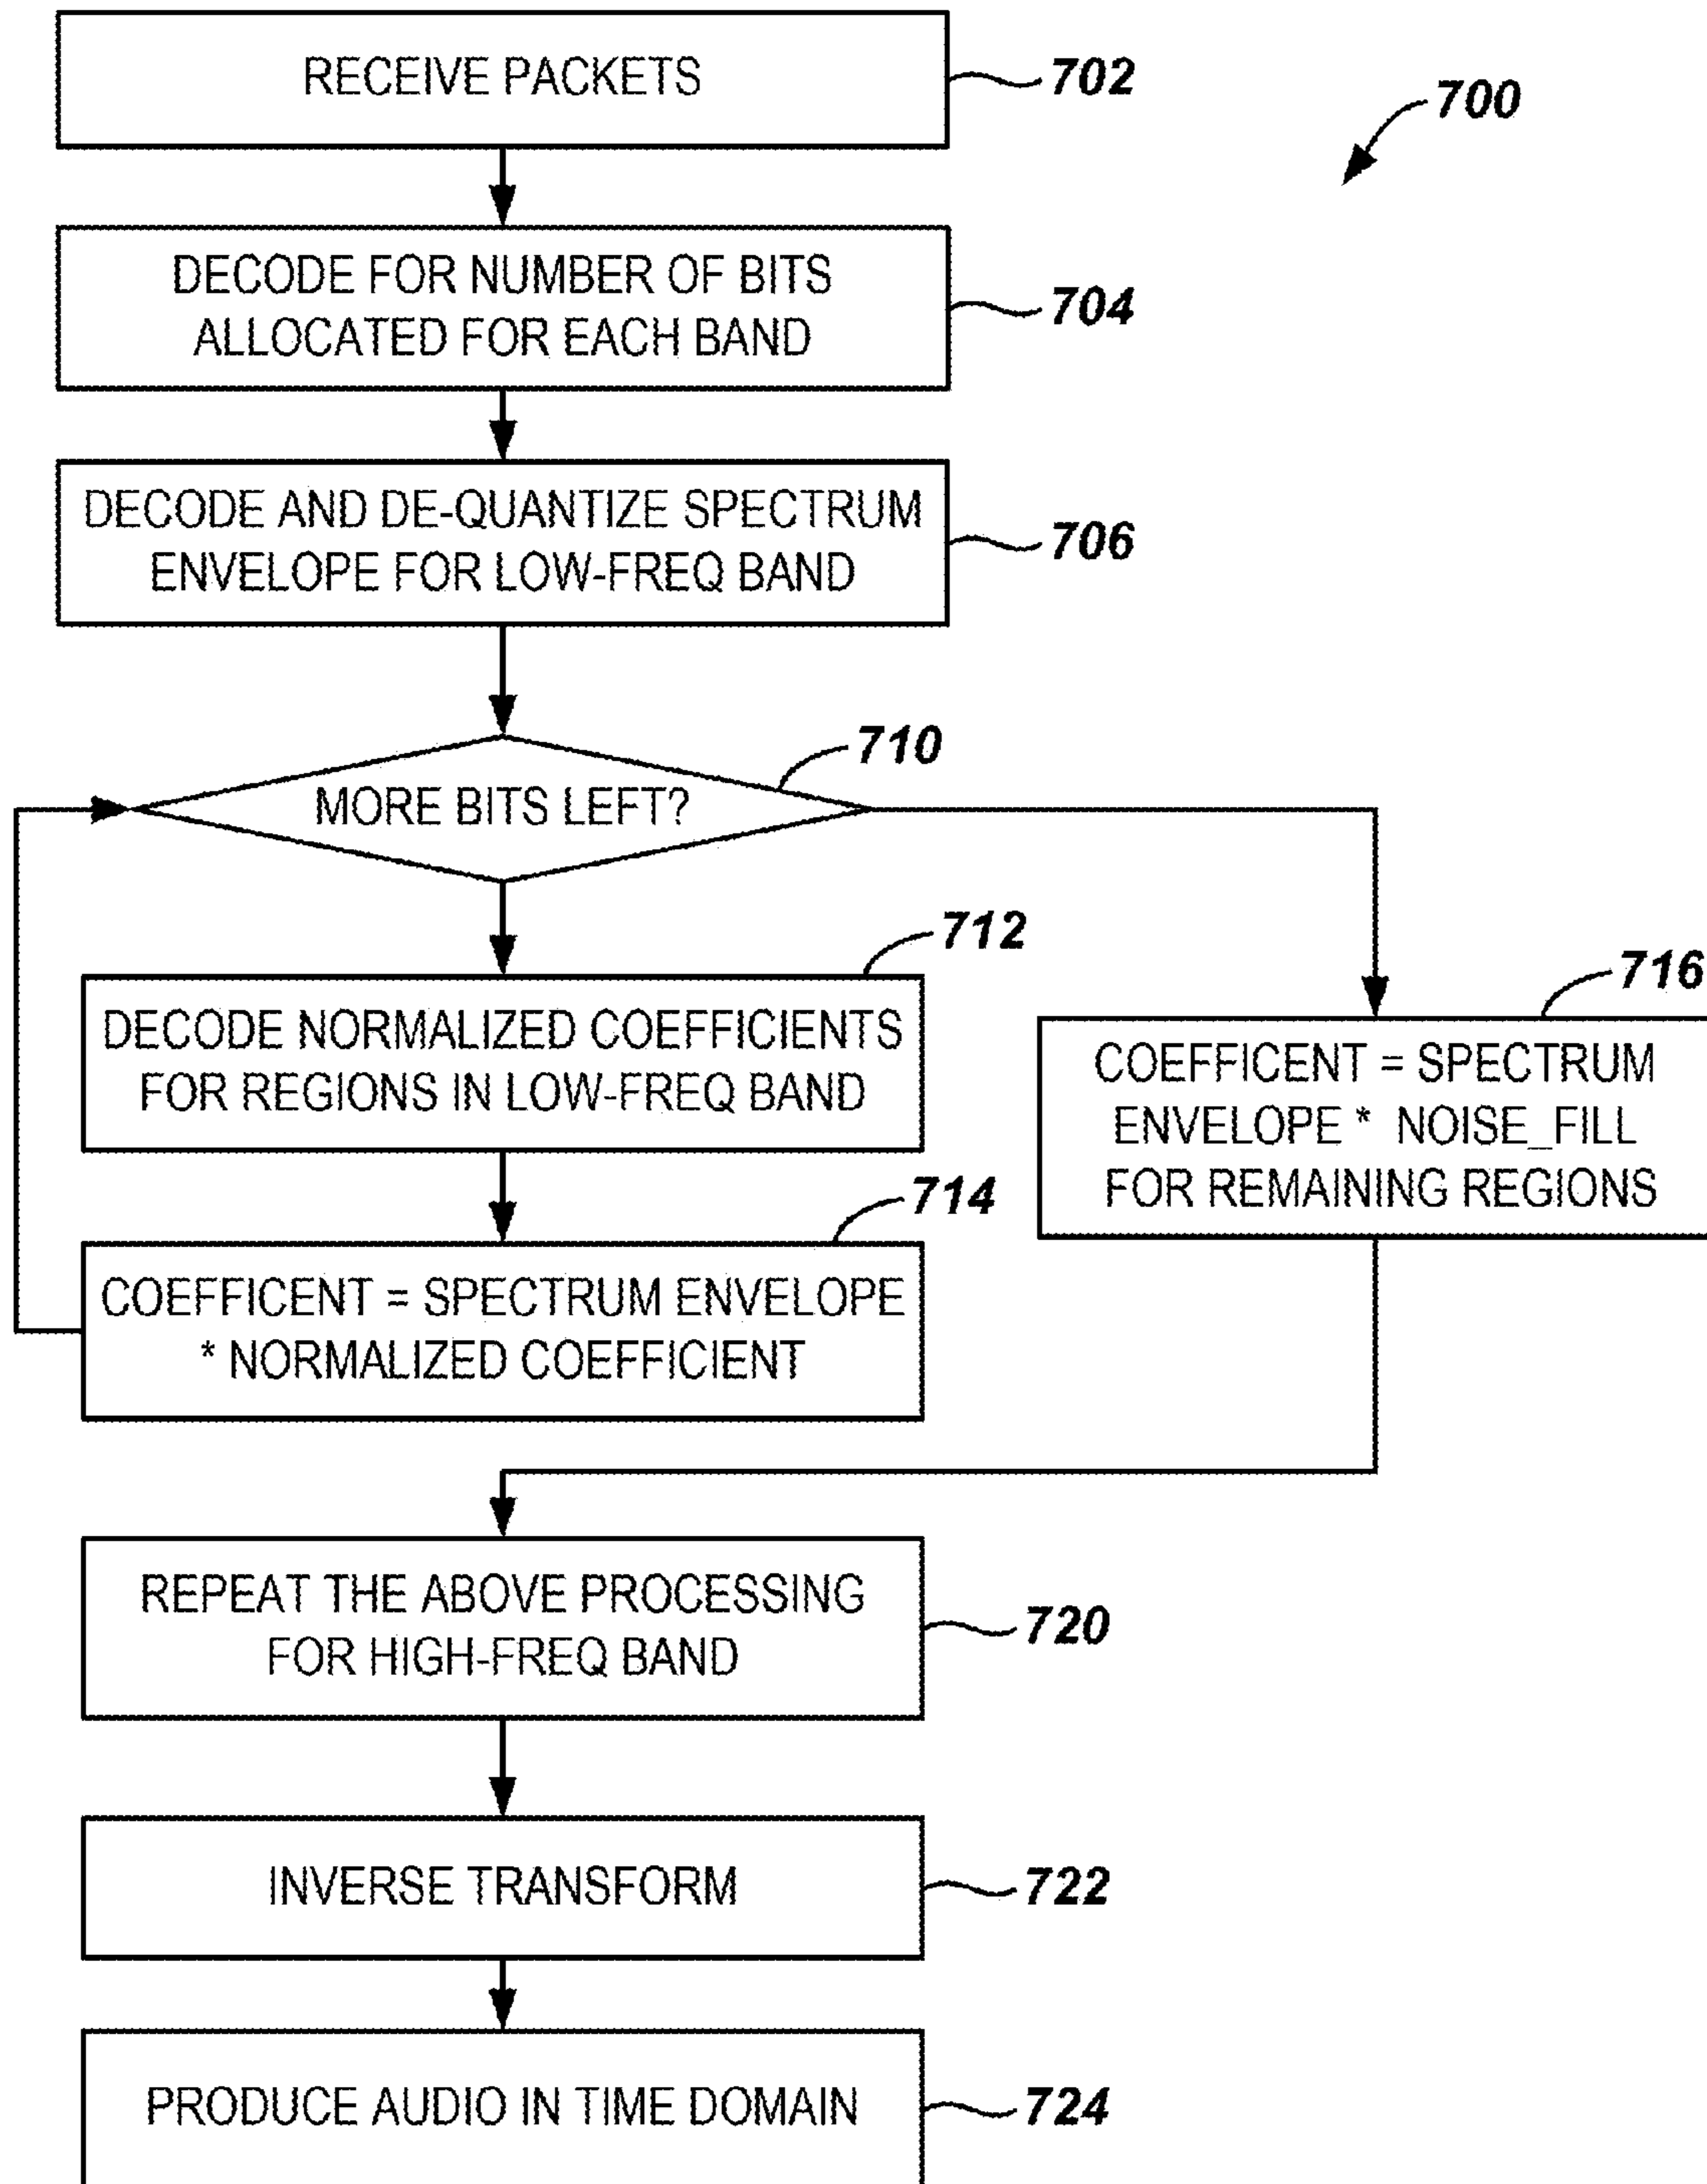 RECEIVE PACKETS
702
700
DECODE FOR NUMBER OF BITS
ALLOCATED FOR EACH BAND
704
DECODE AND DE-QUANTIZE SPECTRUM
ENVELOPE FOR LOW-FREQ BAND
706
MORE BITS LEFT?
710
DECODE NORMALIZED COEFFICIENTS
FOR REGIONS IN LOW-FREQ BAND
712
COEFFICENT = SPECTRUM ENVELOPE
* NORMALIZED COEFFICIENT
714
COEFFICENT = SPECTRUM
ENVELOPE * NOISE_FILL
FOR REMAINING REGIONS
716
REPEAT THE ABOVE PROCESSING
FOR HIGH-FREQ BAND
720
INVERSE TRANSFORM
722
PRODUCE AUDIO IN TIME DOMAIN
724